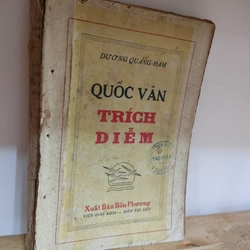 DƯƠNG QUẢNG-HÀM
QUỐC VĂN
TRÍCH
DIỄM
Xuất Bản Bốn Phương